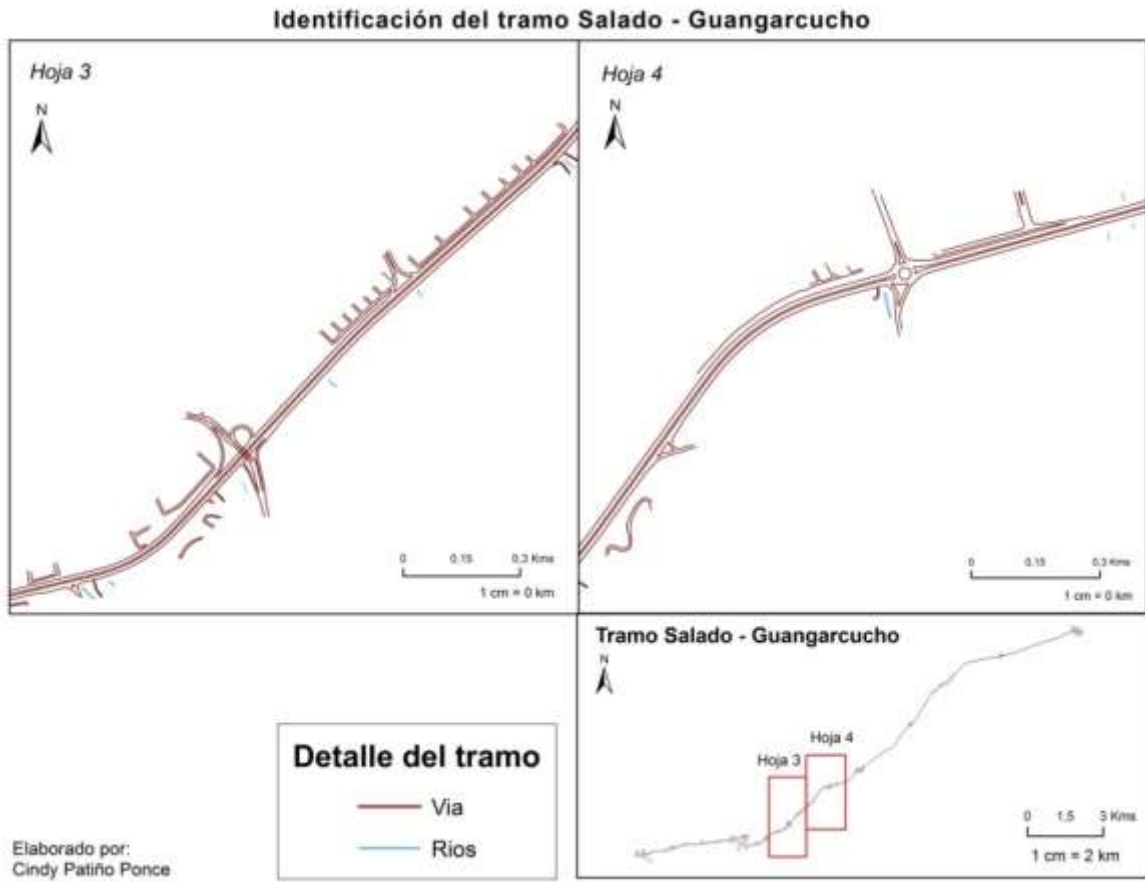 Identificación del tramo Salado - Guangarcucho
Hoja 3
N
0 0,15 0,3 Kms
1 cm = 0 km
Hoja 4
N
0 0,15 0,3 Kms
1 cm = 0 km
Detalle del tramo
Via
Rios
Elaborado por:
Cindy Patiño Ponce
Tramo Salado - Guangarcucho
N
Hoja 4
Hoja 3
0 1,5 3 Kms
1 cm = 2 km